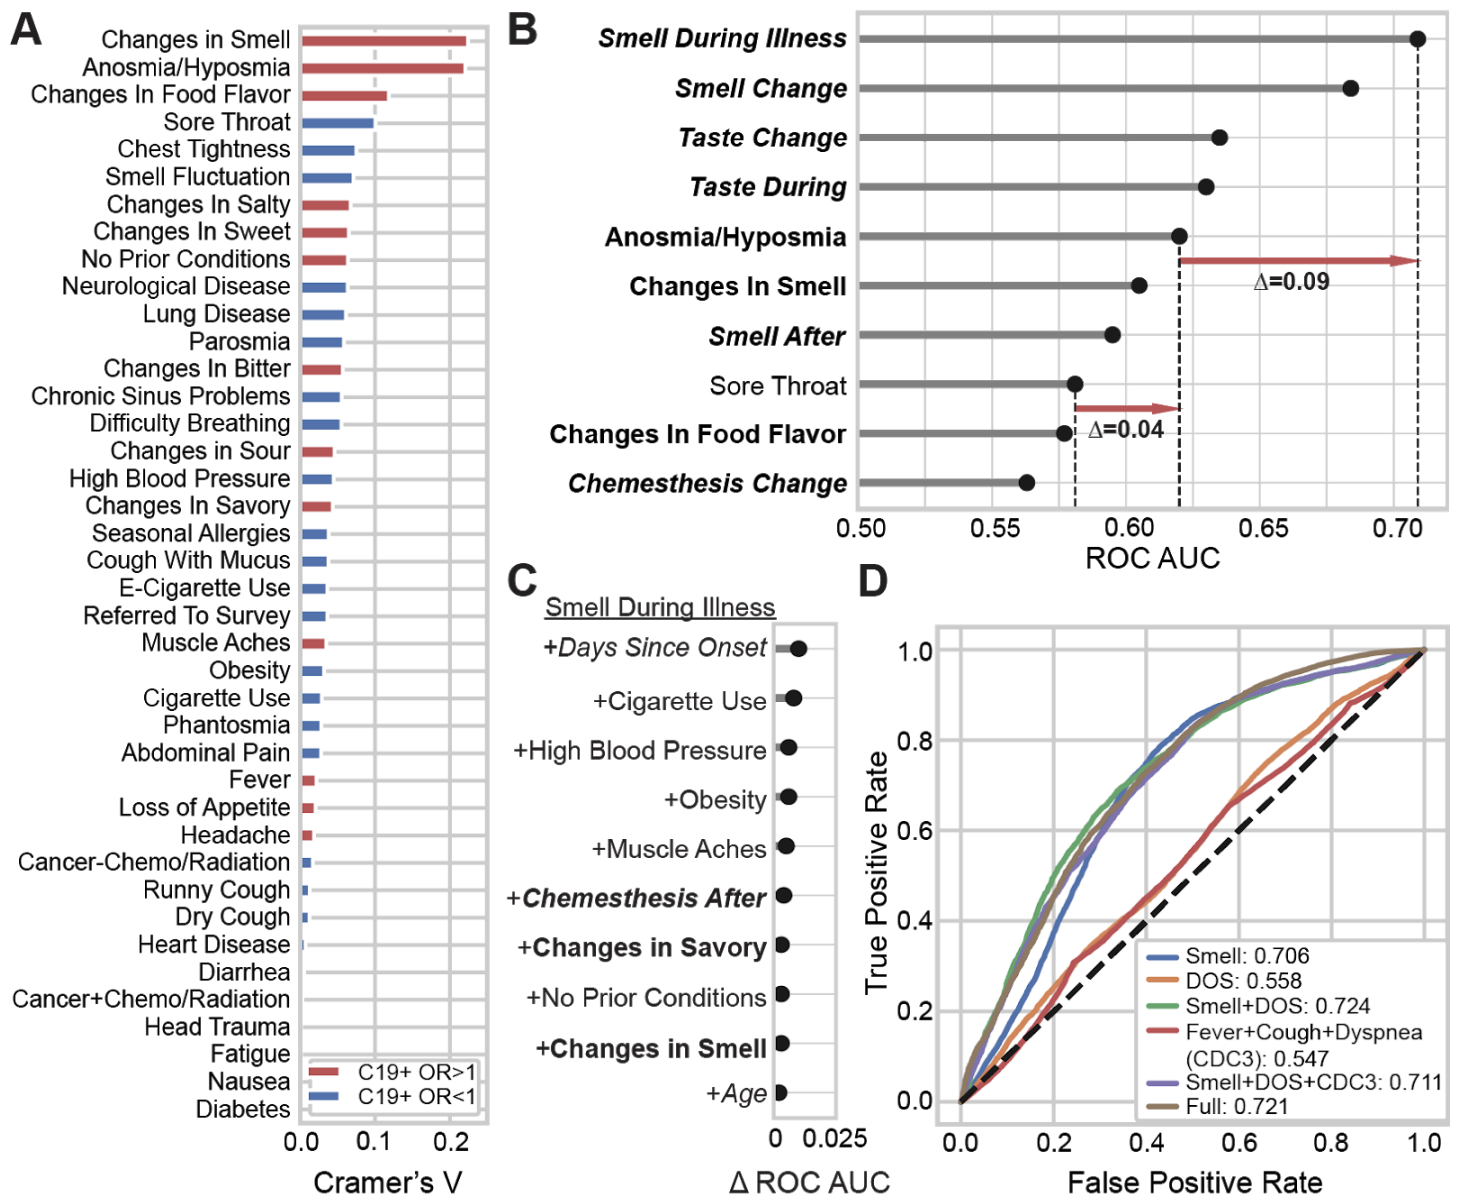 A
Changes in Smell
Anosmia/Hyposmia
Changes In Food Flavor
Sore Throat
Chest Tightness
Smell Fluctuation
Changes In Salty
Changes In Sweet
No Prior Conditions
Neurological Disease
Lung Disease
Parosmia
Changes In Bitter
Chronic Sinus Problems
Difficulty Breathing
Changes in Sour
High Blood Pressure
Changes In Savory
Seasonal Allergies
Cough With Mucus
E-Cigarette Use
Referred To Survey
Muscle Aches
Obesity
Cigarette Use
Phantosmia
Abdominal Pain
Fever
Loss of Appetite
Headache
Cancer-Chemo/Radiation
Runny Cough
Dry Cough
Heart Disease
Diarrhea
Cancer+Chemo/Radiation
Head Trauma
Fatigue
Nausea
Diabetes
C19+ OR>1
C19+ OR<1
0.0 0.1 0.2
Cramer's V
B
Smell During Illness
Smell Change
Taste Change
Taste During
Anosmia/Hyposmia
Changes In Smell
Smell After
Sore Throat
Changes In Food Flavor
Chemesthesis Change
Δ=0.09
Δ=0.04
0.50 0.55 0.60 0.65 0.70
ROC AUC
C
Smell During Illness
+Days Since Onset
+Cigarette Use
+High Blood Pressure
+Obesity
+Muscle Aches
+Chemesthesis After
+Changes in Savory
+No Prior Conditions
+Changes in Smell
+Age
0 0.025
Δ ROC AUC
D
True Positive Rate
1.0
0.8
0.6
0.4
0.2
0.0
Smell: 0.706
DOS: 0.558
Smell+DOS: 0.724
Fever+Cough+Dyspnea
(CDC3): 0.547
Smell+DOS+CDC3: 0.711
Full: 0.721
0.0 0.2 0.4 0.6 0.8 1.0
False Positive Rate